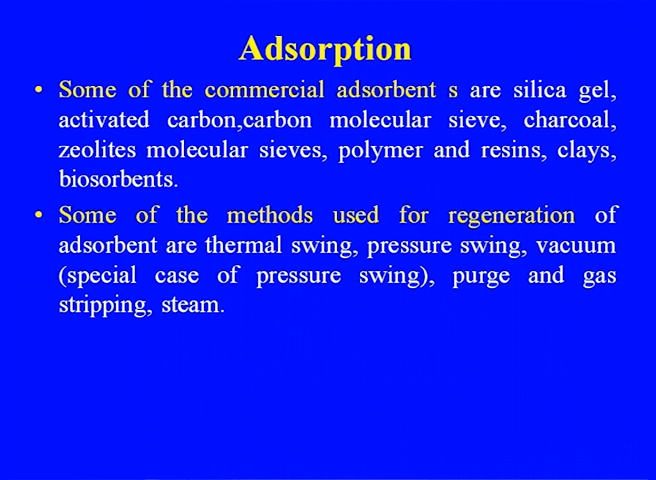 Adsorption
• Some of the commercial adsorbent s are silica gel,
activated carbon,carbon molecular sieve, charcoal,
zeolites molecular sieves, polymer and resins, clays,
biosorbents.
• Some of the methods used for regeneration of
adsorbent are thermal swing, pressure swing, vacuum
(special case of pressure swing), purge and gas
stripping, steam.